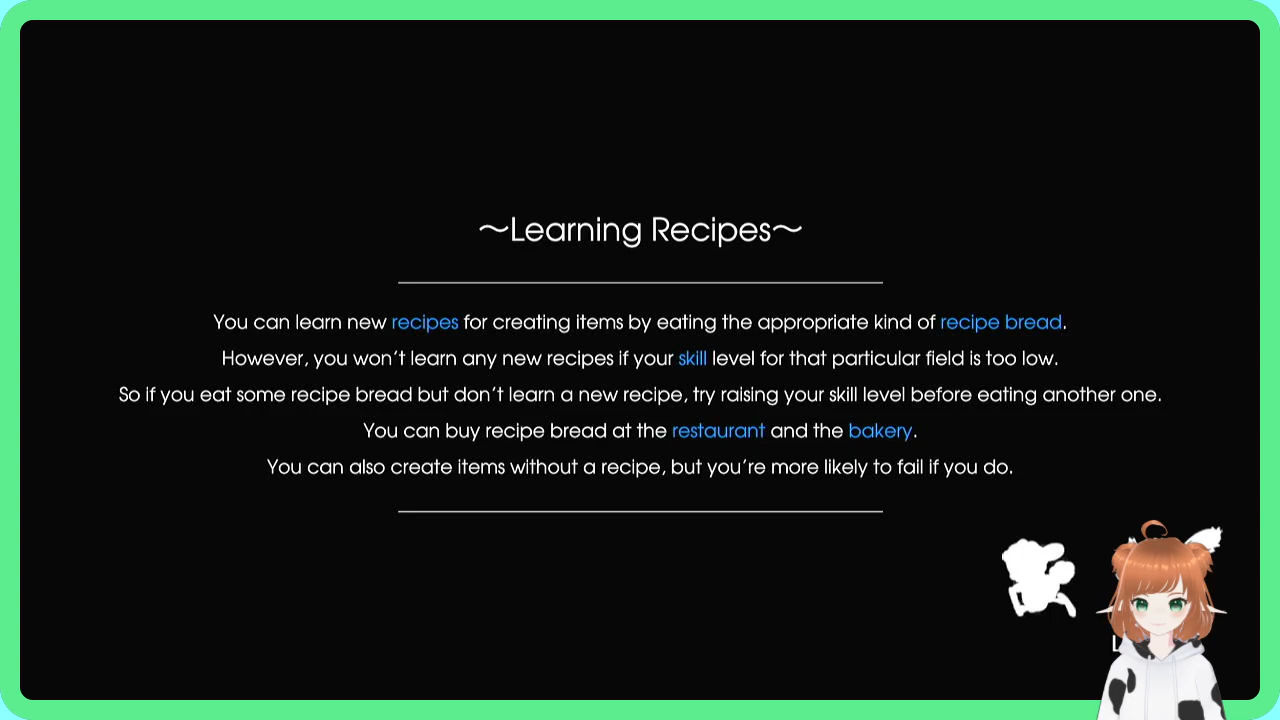 ～Learning Recipes～
You can learn new recipes for creating items by eating the appropriate kind of recipe bread.
However, you won't learn any new recipes if your skill level for that particular field is too low.
So if you eat some recipe bread but don't learn a new recipe, try raising your skill level before eating another one.
You can buy recipe bread at the restaurant and the bakery.
You can also create items without a recipe, but you're more likely to fail if you do.